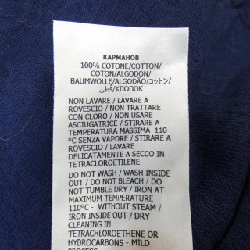 КАРМАНОВ
100% COTONE/COTTON/
COTON/ALGODON/
BAUMWOLLE/ALGODÃO/
NON LAVARE / LAVARE A
ROVESCIO / NON TRATTARE
CON CLORO / NON USARE
ASCIUGATRICE / STIRARE A
TEMPERATURA MASSIMA 110
°C SENZA VAPORE / STIRARE A
ROVESCIO / LAVARE
DELICATAMENTE A SECCO IN
TETRACLOROETILENE
DO NOT WASH / WASH INSIDE
OUT / DO NOT BLEACH / DO
NOT TUMBLE DRY / IRON AT
MAXIMUM TEMPERATURE
110°C - WITHOUT STEAM /
IRON INSIDE OUT / DRY
CLEANING IN
TETRACHLOROETHENE OR
HYDROCARBONS - MILD